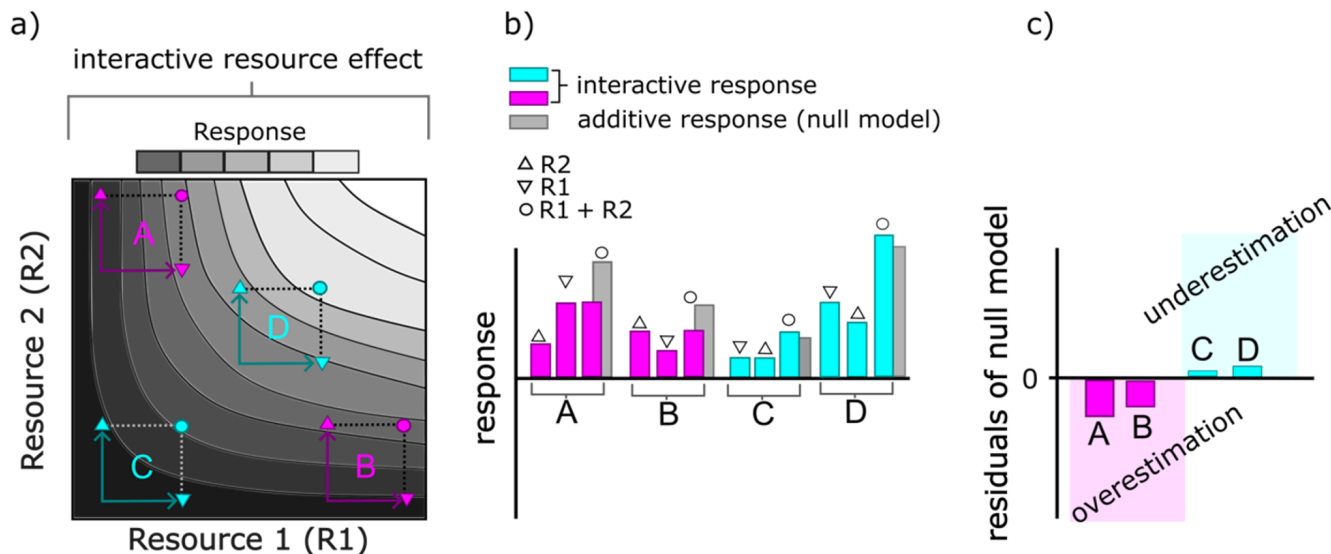 a)
interactive resource effect
Response
Resource 2 (R2)
A
D
C
B
Resource 1 (R1)
b)
interactive response
additive response (null model)
R2
R1
R1 + R2
response
A
B
C
D
c)
residuals of null model
0
underestimation
C
D
A
B
overestimation